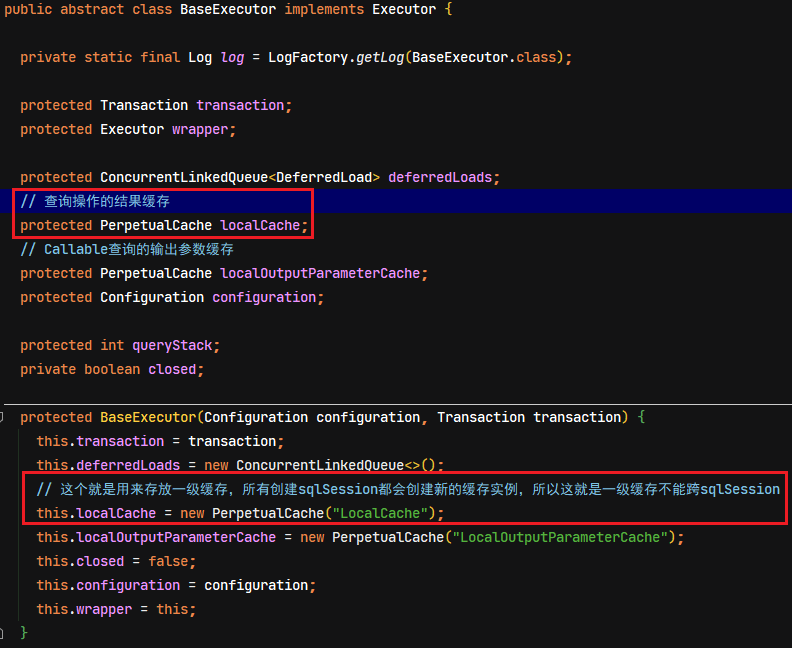 public abstract class BaseExecutor implements Executor {
private static final Log log = LogFactory.getLog(BaseExecutor.class);
protected Transaction transaction;
protected Executor wrapper;
protected ConcurrentLinkedQueue<DeferredLoad> deferredLoads;
// 查询操作的结果缓存
protected PerpetualCache localCache;
// Callable查询的输出参数缓存
protected PerpetualCache localOutputParameterCache;
protected Configuration configuration;
protected int queryStack;
private boolean closed;
protected BaseExecutor(Configuration configuration, Transaction transaction) {
this.transaction = transaction;
this.deferredLoads = new ConcurrentLinkedQueue<>();
// 这个就是用来存放一级缓存，所有创建sqlSession都会创建新的缓存实例，所以这就是一级缓存不能跨sqlSession
this.localCache = new PerpetualCache("LocalCache");
this.localOutputParameterCache = new PerpetualCache("LocalOutputParameterCache");
this.closed = false;
this.configuration = configuration;
this.wrapper = this;
}